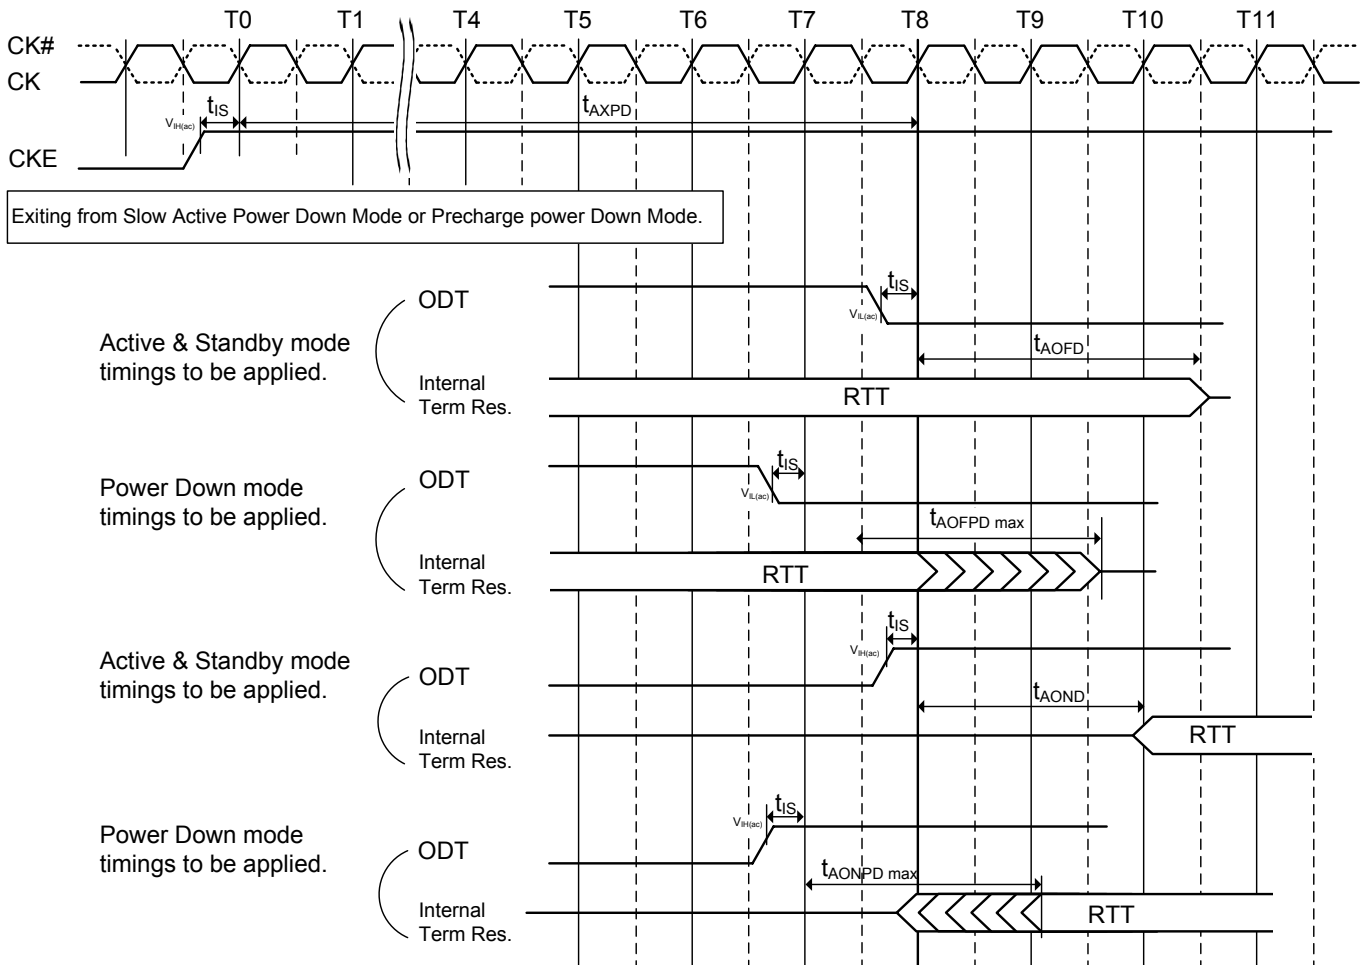 T0 T1 T4 T5 T6 T7 T8 T9 T10 T11
CK#
CK
tIS tAXPD
VIH(ac)
CKE
Exiting from Slow Active Power Down Mode or Precharge power Down Mode.
tIS
ODT
VIL(ac)
Active & Standby mode
timings to be applied.
tAOFD
Internal
Term Res.
RTT
tIS
ODT
VIL(ac)
Power Down mode
timings to be applied.
tAOFPD max
Internal
Term Res.
RTT
tIS
VIH(ac)
Active & Standby mode
timings to be applied.
ODT
tAOND
Internal
Term Res.
RTT
tIS
VIH(ac)
Power Down mode
timings to be applied.
ODT
tAONPD max
Internal
Term Res.
RTT